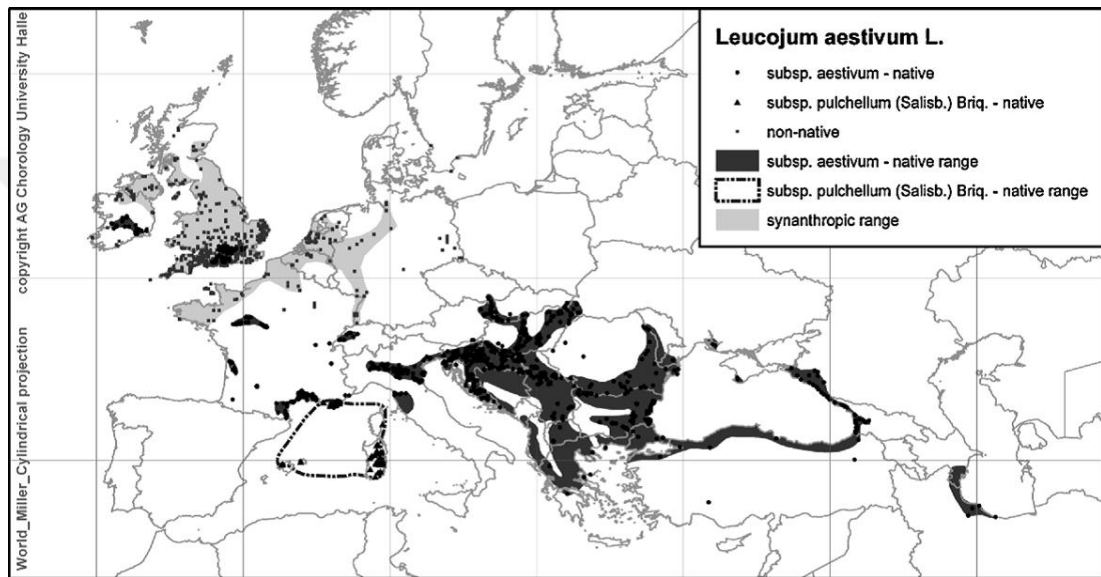 Leucojum aestivum L.
subsp. aestivum - native
subsp. pulchellum (Salisb.) Briq. - native
non-native
subsp. aestivum - native range
subsp. pulchellum (Salisb.) Briq. - native range
synanthropic range
copyright AG Chorology University Halle
World_Miller_Cylindrical projection